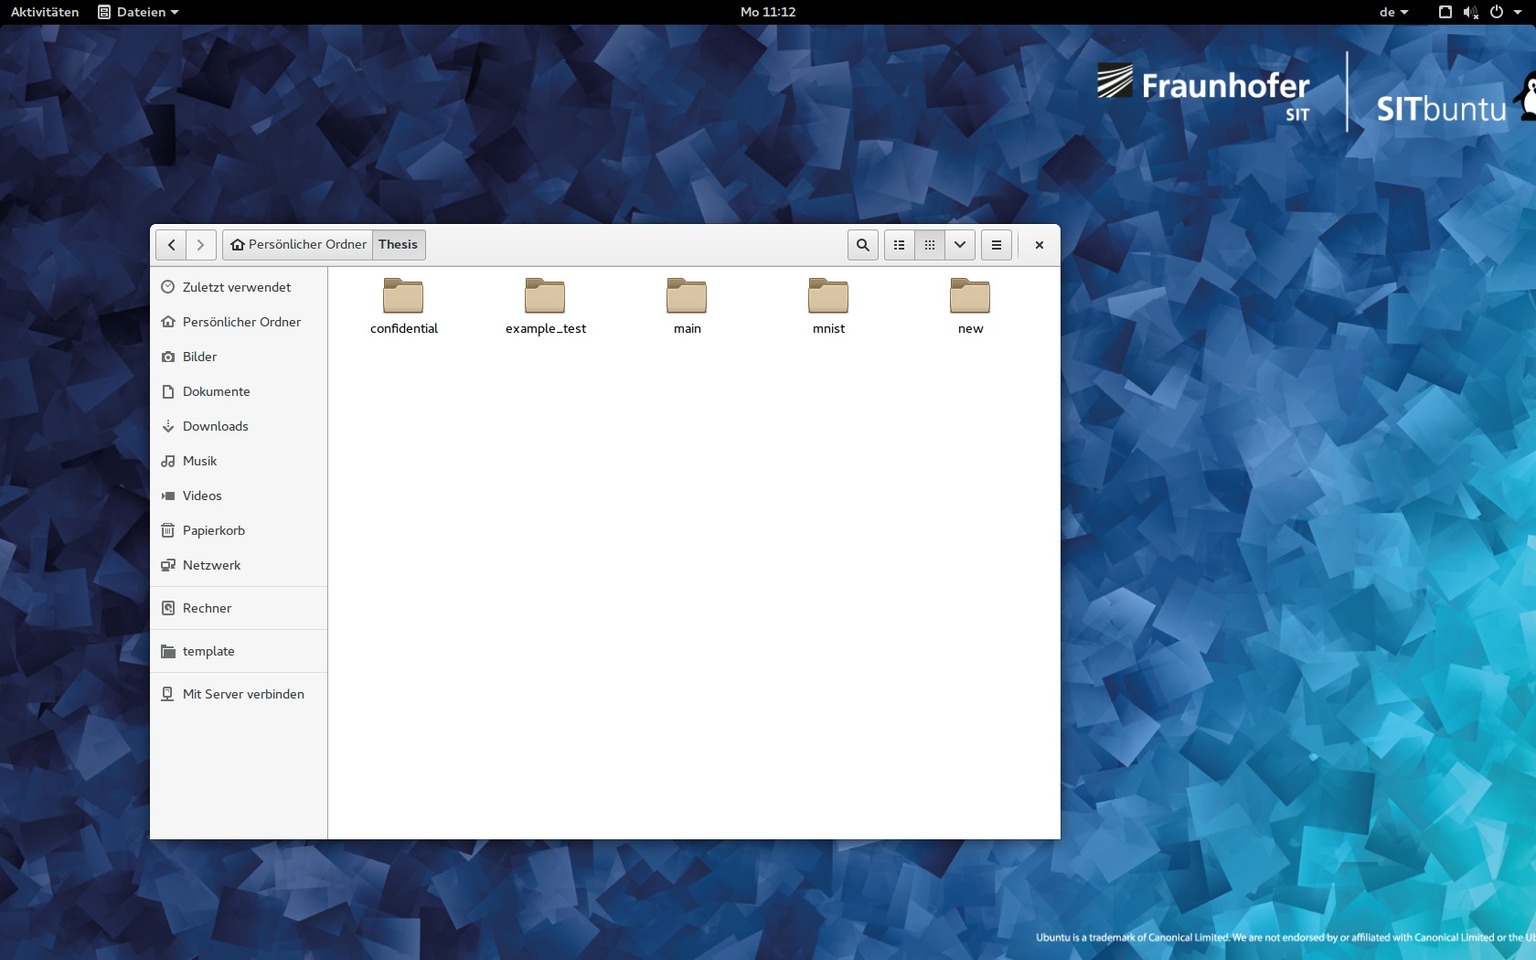 Aktivitäten Dateien Mo 11:12 de
Fraunhofer
SIT
SITbuntu
Persönlicher Ordner Thesis
Zuletzt verwendet
Persönlicher Ordner
Bilder
Dokumente
Downloads
Musik
Videos
Papierkorb
Netzwerk
Rechner
template
Mit Server verbinden
confidential example_test main mnist new
Ubuntu is a trademark of Canonical Limited. We are not endorsed by or affiliated with Canonical Limited or the Ub